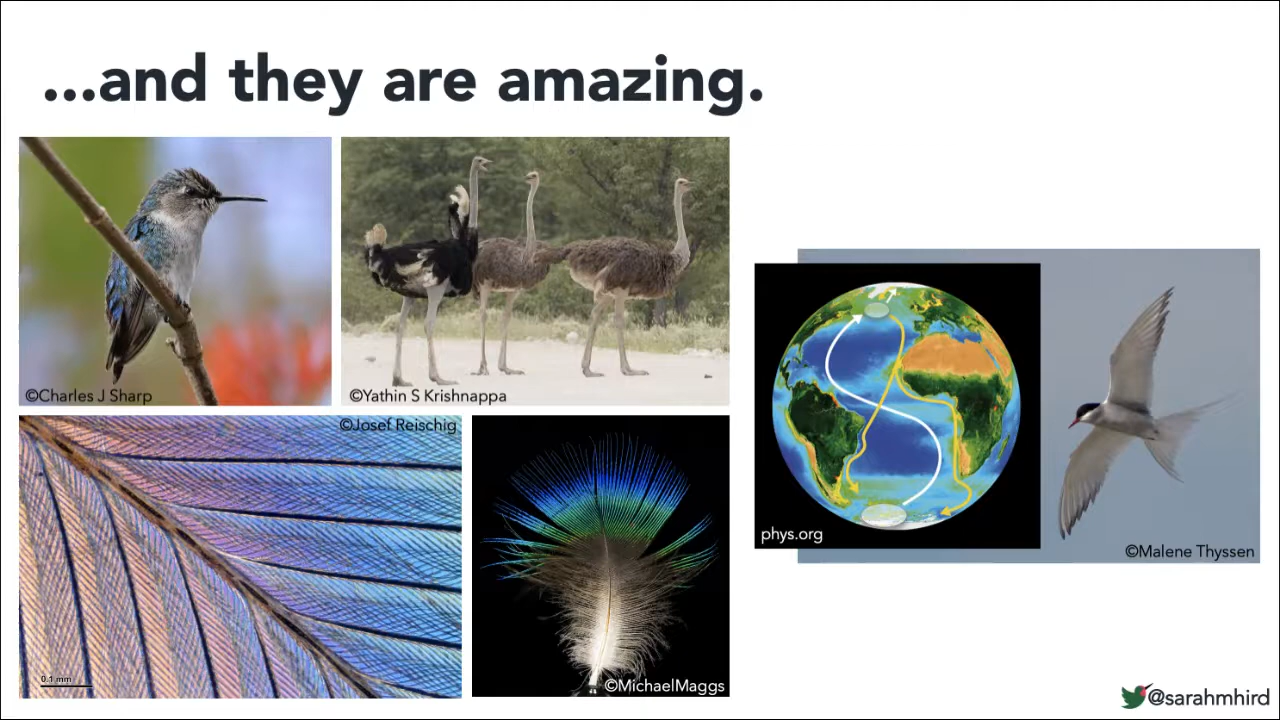 ...and they are amazing.
©Charles J Sharp
©Yathin S Krishnappa
©Josef Reischig
0.1 mm
©MichaelMaggs
phys.org
©Malene Thyssen
@sarahmhird